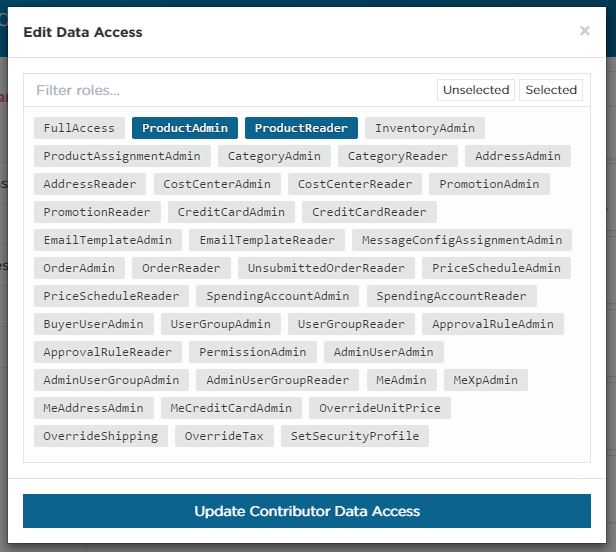 Edit Data Access ×
Filter roles... Unselected Selected
FullAccess ProductAdmin ProductReader InventoryAdmin
ProductAssignmentAdmin CategoryAdmin CategoryReader AddressAdmin
AddressReader CostCenterAdmin CostCenterReader PromotionAdmin
PromotionReader CreditCardAdmin CreditCardReader
EmailTemplateAdmin EmailTemplateReader MessageConfigAssignmentAdmin
OrderAdmin OrderReader UnsubmittedOrderReader PriceScheduleAdmin
PriceScheduleReader SpendingAccountAdmin SpendingAccountReader
BuyerUserAdmin UserGroupAdmin UserGroupReader ApprovalRuleAdmin
ApprovalRuleReader PermissionAdmin AdminUserAdmin
AdminUserGroupAdmin AdminUserGroupReader MeAdmin MeXpAdmin
MeAddressAdmin MeCreditCardAdmin OverrideUnitPrice
OverrideShipping OverrideTax SetSecurityProfile
Update Contributor Data Access